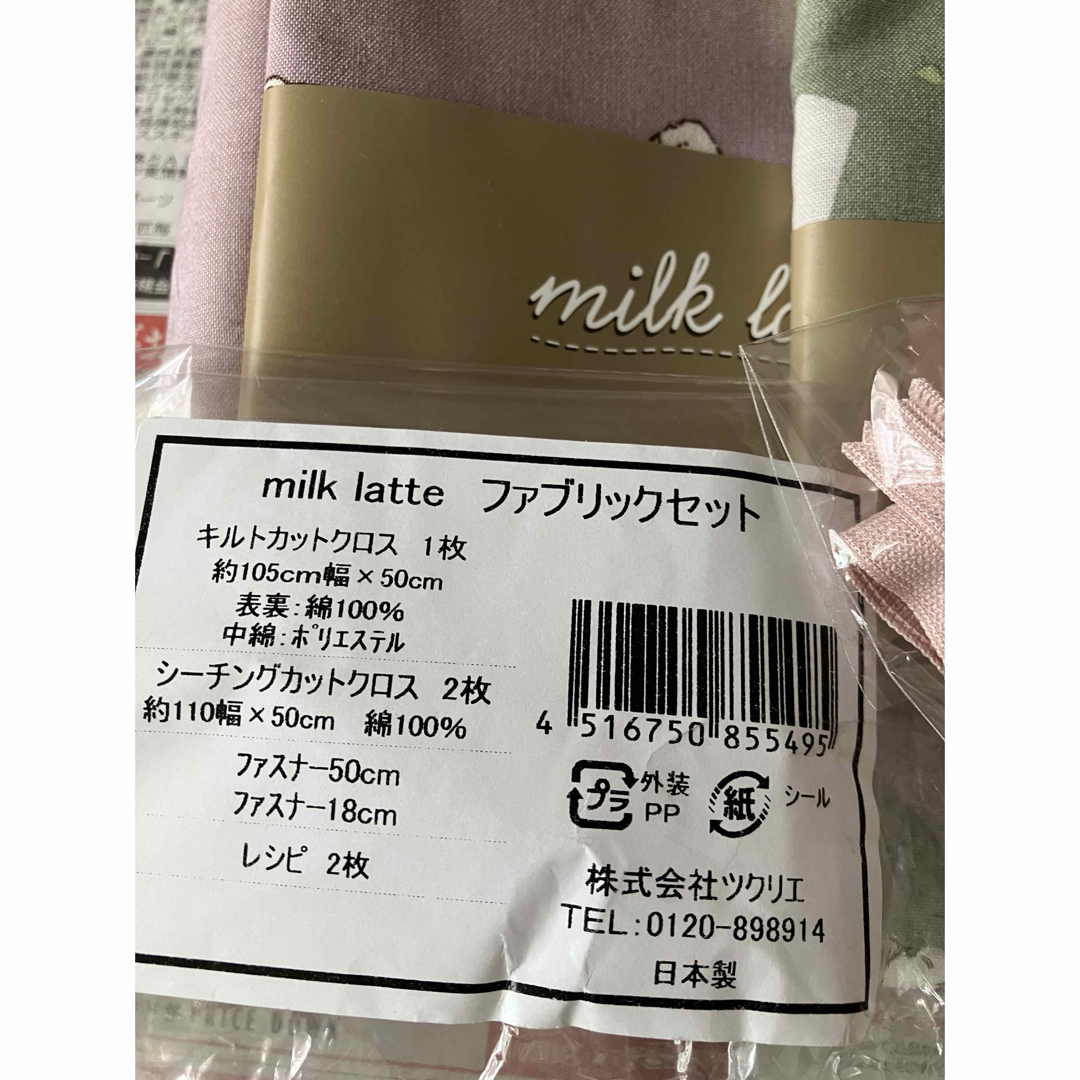 milk
milk latte ファブリックセット
キルトカットクロス 1枚
約105cm幅×50cm
表裏:綿100%
中綿:ポリエステル
シーチングカットクロス 2枚
約110幅×50cm 綿100%
ファスナー50cm
ファスナー18cm
レシピ 2枚
4 516750 855495
プラ 外装 PP
紙 シール
株式会社ツクリエ
TEL:0120-898914
日本製
PRICE DOWN